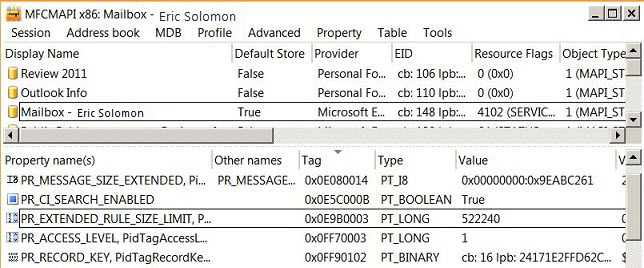 MFCMAPI x86: Mailbox - Eric Solomon
Session Address book MDB Profile Advanced Property Table Tools
Display Name Default Store Provider EID Resource Flags Object Type
Review 2011 False Personal Fo... cb: 106 lpb:... 0 (0x0) 1 (MAPI_ST
Outlook Info False Personal Fo... cb: 110 lpb:... 0 (0x0) 1 (MAPI_ST
Mailbox - Eric Solomon True Microsoft E... cb: 148 lpb:... 4102 (SERVIC... 1 (MAPI_ST
Property name(s) Other names Tag Type Value V
PR_MESSAGE_SIZE_EXTENDED, Pi... PR_MESSAGE... 0x0E080014 PT_I8 0x00000000:0x9EABC261 2
PR_CI_SEARCH_ENABLED 0x0E5C000B PT_BOOLEAN True
PR_EXTENDED_RULE_SIZE_LIMIT, P... 0x0E9B0003 PT_LONG 522240
PR_ACCESS_LEVEL, PidTagAccessL... 0x0FF70003 PT_LONG 1
PR_RECORD_KEY, PidTagRecordKe... 0x0FF90102 PT_BINARY cb: 16 lpb: 24171E2FFD62C... $